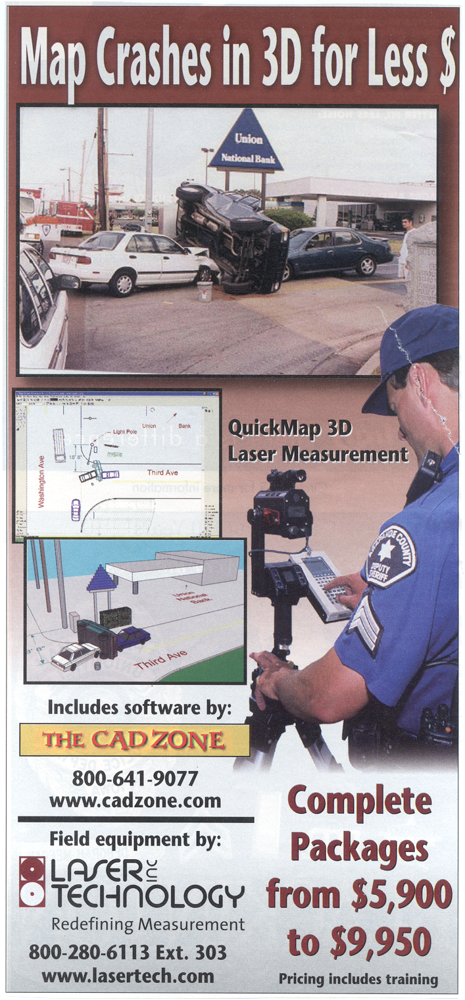 Map Crashes in 3D for Less $
Union
National Bank
Light Pole
Union
Bank
18' 8"
Washington Ave
Third Ave
QuickMap 3D
Laser Measurement
COUNTY
DEPUTY
SHERIFF
Union
National
Bank
Third Ave
Includes software by:
THE CAD ZONE
800-641-9077
www.cadzone.com
Field equipment by:
LASER INC
TECHNOLOGY
Redefining Measurement
800-280-6113 Ext. 303
www.lasertech.com
Complete
Packages
from $5,900
to $9,950
Pricing includes training